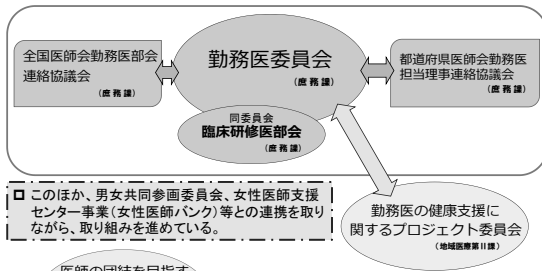 全国医師会勤務医部会
連絡協議会
（庶務課）
勤務医委員会
（庶務課）
都道府県医師会勤務医
担当理事連絡協議会
（庶務課）
同委員会
臨床研修医部会
（庶務課）
このほか、男女共同参画委員会、女性医師支援
センター事業（女性医師バンク）等との連携を取り
ながら、取り組みを進めている。
勤務医の健康支援に
関するプロジェクト委員会
（地域医療第Ⅱ課）
医師の団結を目指す